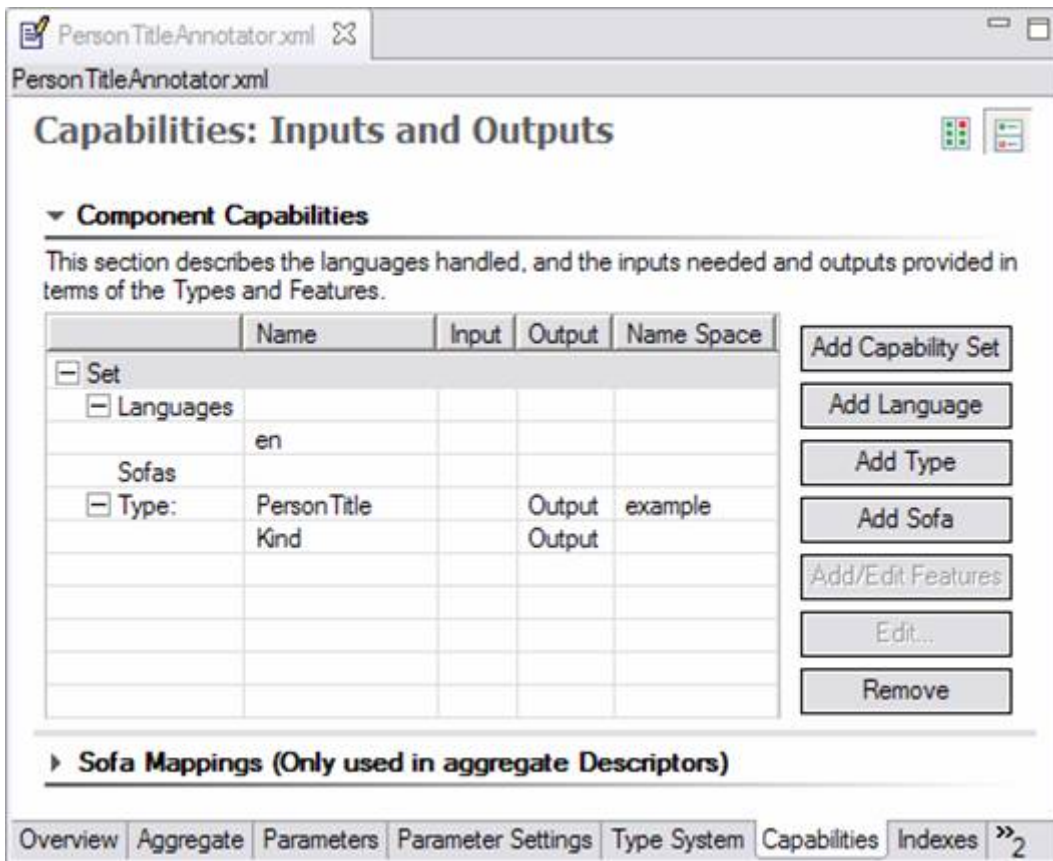 PersonTitleAnnotator.xml
PersonTitleAnnotator.xml
Capabilities: Inputs and Outputs
Component Capabilities
This section describes the languages handled, and the inputs needed and outputs provided in
terms of the Types and Features.
Name Input Output Name Space
Set
Languages
en
Sofas
Type: PersonTitle Output example
Kind Output
Add Capability Set
Add Language
Add Type
Add Sofa
Add/Edit Features
Edit...
Remove
Sofa Mappings (Only used in aggregate Descriptors)
Overview Aggregate Parameters Parameter Settings Type System Capabilities Indexes »2